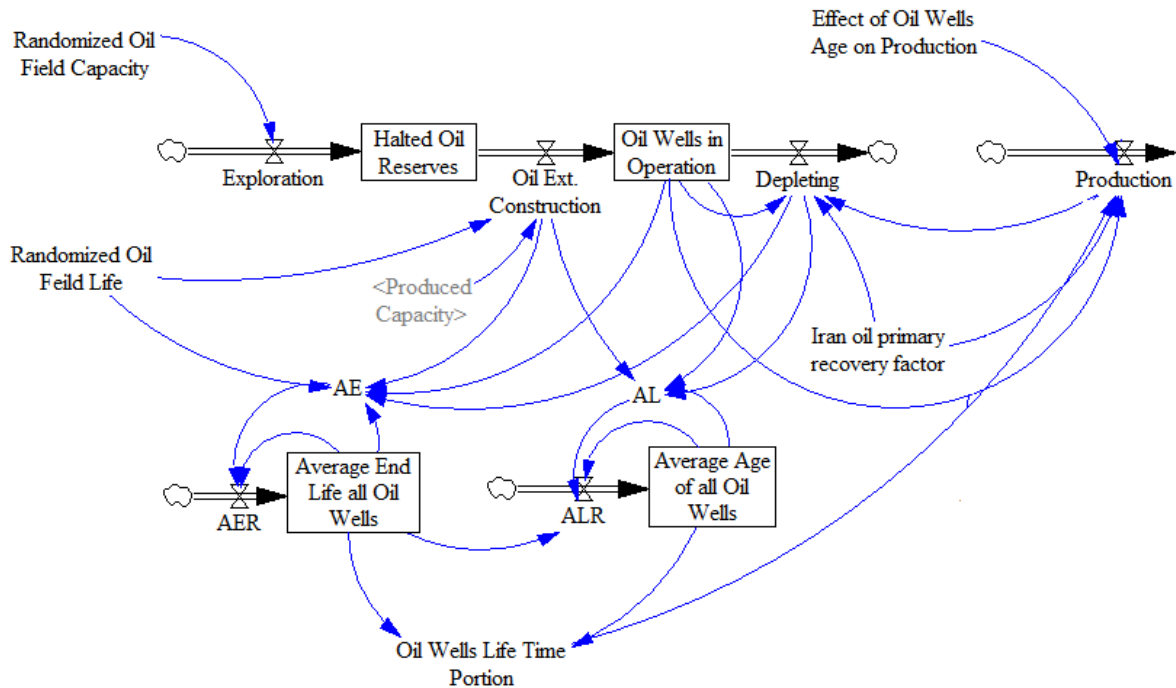 Effect of Oil Wells
Age on Production
Randomized Oil
Field Capacity
Halted Oil
Reserves
Oil Wells in
Operation
Exploration
Oil Ext.
Construction
Depleting
Production
Randomized Oil
Feild Life
<Produced
Capacity>
Iran oil primary
recovery factor
AE
AL
Average End
Life all Oil
Wells
Average Age
of all Oil
Wells
AER
ALR
Oil Wells Life Time
Portion